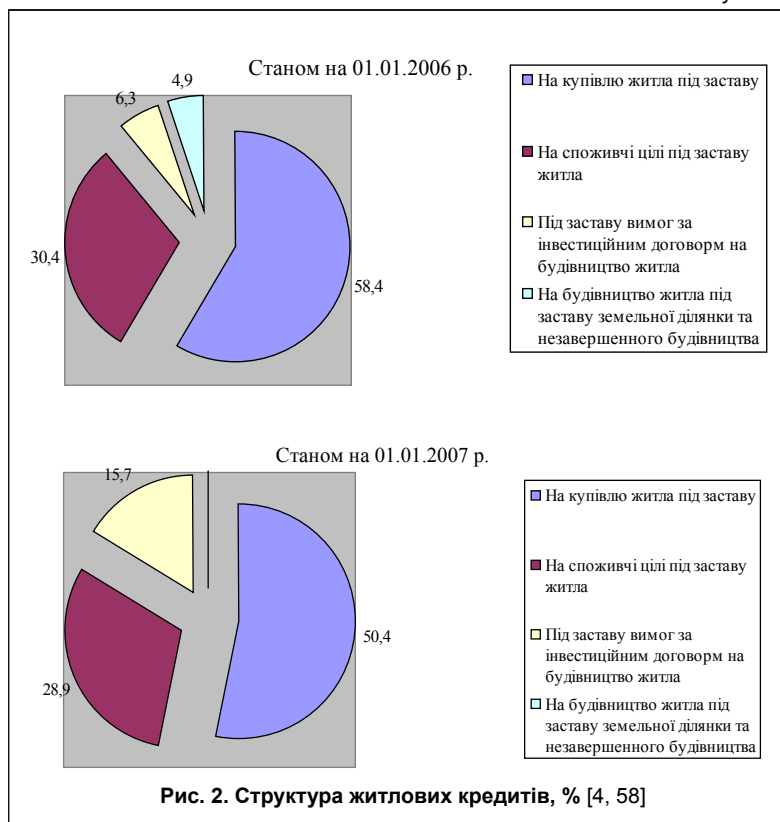 Станом на 01.01.2006 р.
4,9
6,3
30,4
58,4
На купівлю житла під заставу
На споживчі цілі під заставу
житла
Під заставу вимог за
інвестиційним договорм на
будівництво житла
На будівництво житла під
заставу земельної ділянки та
незавершенного будівництва
Станом на 01.01.2007 р.
15,7
28,9
50,4
На купівлю житла під заставу
На споживчі цілі під заставу
житла
Під заставу вимог за
інвестиційним договорм на
будівництво житла
На будівництво житла під
заставу земельної ділянки та
незавершенного будівництва
Рис. 2. Структура житлових кредитів, % [4, 58]